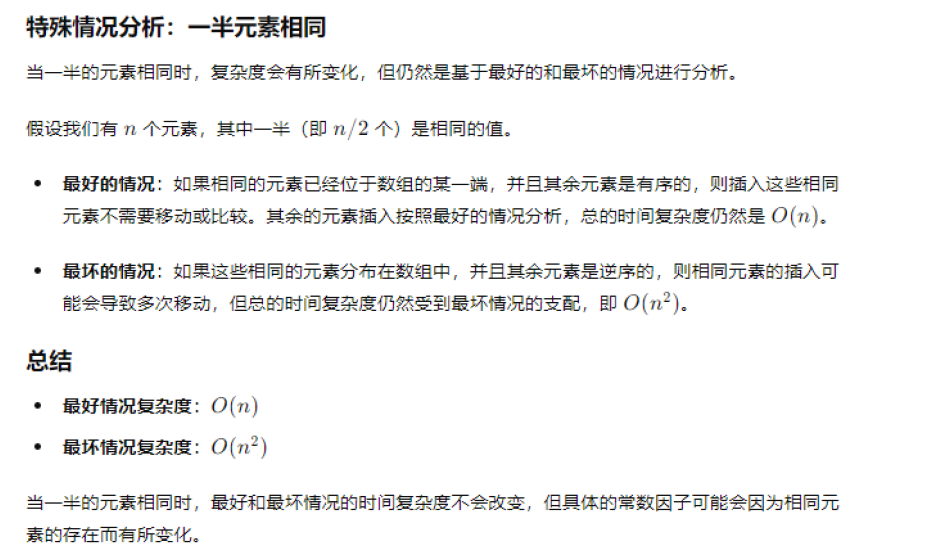 特殊情况分析：一半元素相同
当一半的元素相同时，复杂度会有所变化，但仍然是基于最好的和最坏的情况进行分析。
假设我们有 n 个元素，其中一半（即 n/2 个）是相同的值。
• 最好的情况：如果相同的元素已经位于数组的某一端，并且其余元素是有序的，则插入这些相同
元素不需要移动或比较。其余的元素插入按照最好的情况分析，总的时间复杂度仍然是 O(n)。
• 最坏的情况：如果这些相同的元素分布在数组中，并且其余元素是逆序的，则相同元素的插入可
能会导致多次移动，但总的时间复杂度仍然受到最坏情况的支配，即 O(n²)。
总结
• 最好情况复杂度：O(n)
• 最坏情况复杂度：O(n²)
当一半的元素相同时，最好和最坏情况的时间复杂度不会改变，但具体的常数因子可能会因为相同元
素的存在而有所变化。